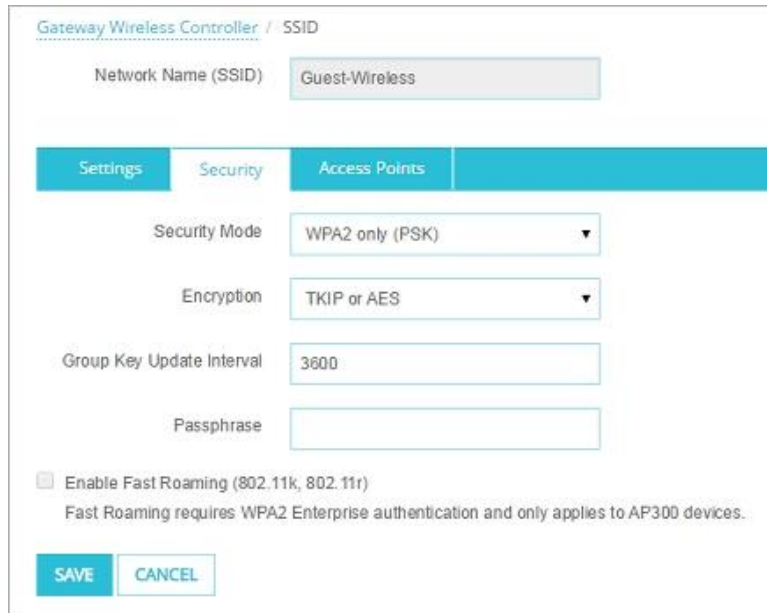 Gateway Wireless Controller / SSID
Network Name (SSID) Guest-Wireless
Settings Security Access Points
Security Mode WPA2 only (PSK)
Encryption TKIP or AES
Group Key Update Interval 3600
Passphrase
Enable Fast Roaming (802.11k, 802.11r)
Fast Roaming requires WPA2 Enterprise authentication and only applies to AP300 devices.
SAVE CANCEL